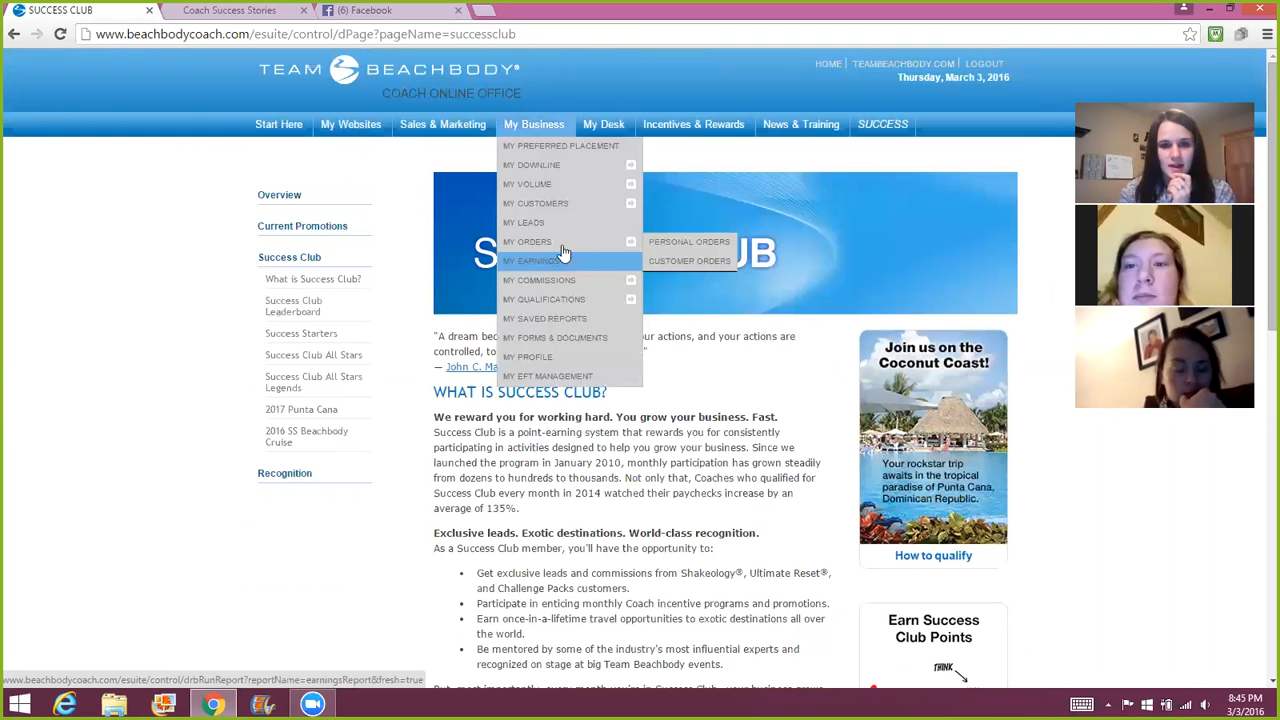 SUCCESS CLUB
Coach Success Stories
(6) Facebook
www.beachbodycoach.com/esuite/control/dPage?pageName=successclub
TEAM BEACHBODY®
COACH ONLINE OFFICE
HOME | TEAMBEACHBODY.COM | LOGOUT
Thursday, March 3, 2016
Start Here
My Websites
Sales & Marketing
My Business
My Desk
Incentives & Rewards
News & Training
SUCCESS
MY PREFERRED PLACEMENT
MY DOWNLINE
MY VOLUME
MY CUSTOMERS
MY LEADS
MY ORDERS
MY EARNINGS
MY COMMISSIONS
MY QUALIFICATIONS
MY SAVED REPORTS
MY FORMS & DOCUMENTS
MY PROFILE
MY EFT MANAGEMENT
PERSONAL ORDERS
CUSTOMER ORDERS
Overview
Current Promotions
Success Club
What is Success Club?
Success Club
Leaderboard
Success Starters
Success Club All Stars
Success Club All Stars
Legends
2017 Punta Cana
2016 SS Beachbody
Cruise
Recognition
S UB
"A dream bec ur actions, and your actions are
controlled, to "
— John C. Ma
WHAT IS SUCCESS CLUB?
We reward you for working hard. You grow your business. Fast.
Success Club is a point-earning system that rewards you for consistently
participating in activities designed to help you grow your business. Since we
launched the program in January 2010, monthly participation has grown steadily
from dozens to hundreds to thousands. Not only that, Coaches who qualified for
Success Club every month in 2014 watched their paychecks increase by an
average of 135%.
Exclusive leads. Exotic destinations. World-class recognition.
As a Success Club member, you'll have the opportunity to:
• Get exclusive leads and commissions from Shakeology®, Ultimate Reset®,
and Challenge Packs customers.
• Participate in enticing monthly Coach incentive programs and promotions.
• Earn once-in-a-lifetime travel opportunities to exotic destinations all over
the world.
• Be mentored by some of the industry's most influential experts and
recognized on stage at big Team Beachbody events.
Join us on the
Coconut Coast!
Your rockstar trip
awaits in the tropical
paradise of Punta Cana,
Dominican Republic.
How to qualify
Earn Success
Club Points
THINK
www.beachbodycoach.com/esuite/control/drbRunReport?reportName=earningsReport&fresh=true
8:45 PM
3/3/2016